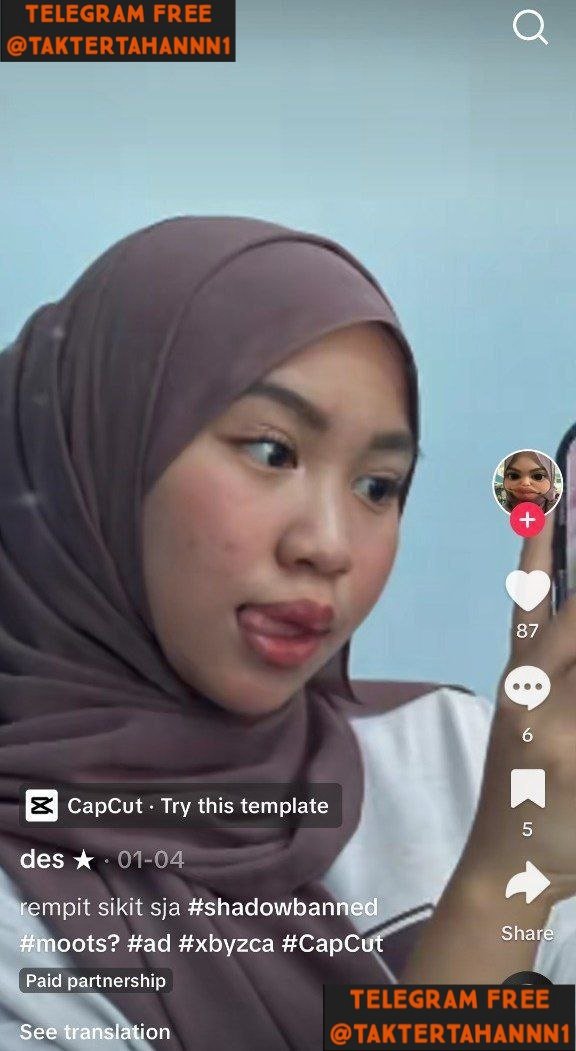 TELEGRAM FREE
@TAKTERTAHANNN1
87
6
CapCut · Try this template
5
des ★ · 01-04
rempit sikit sja #shadowbanned
Share
#moots? #ad #xbyzca #CapCut
Paid partnership
TELEGRAM FREE
@TAKTERTAHANNN1
See translation